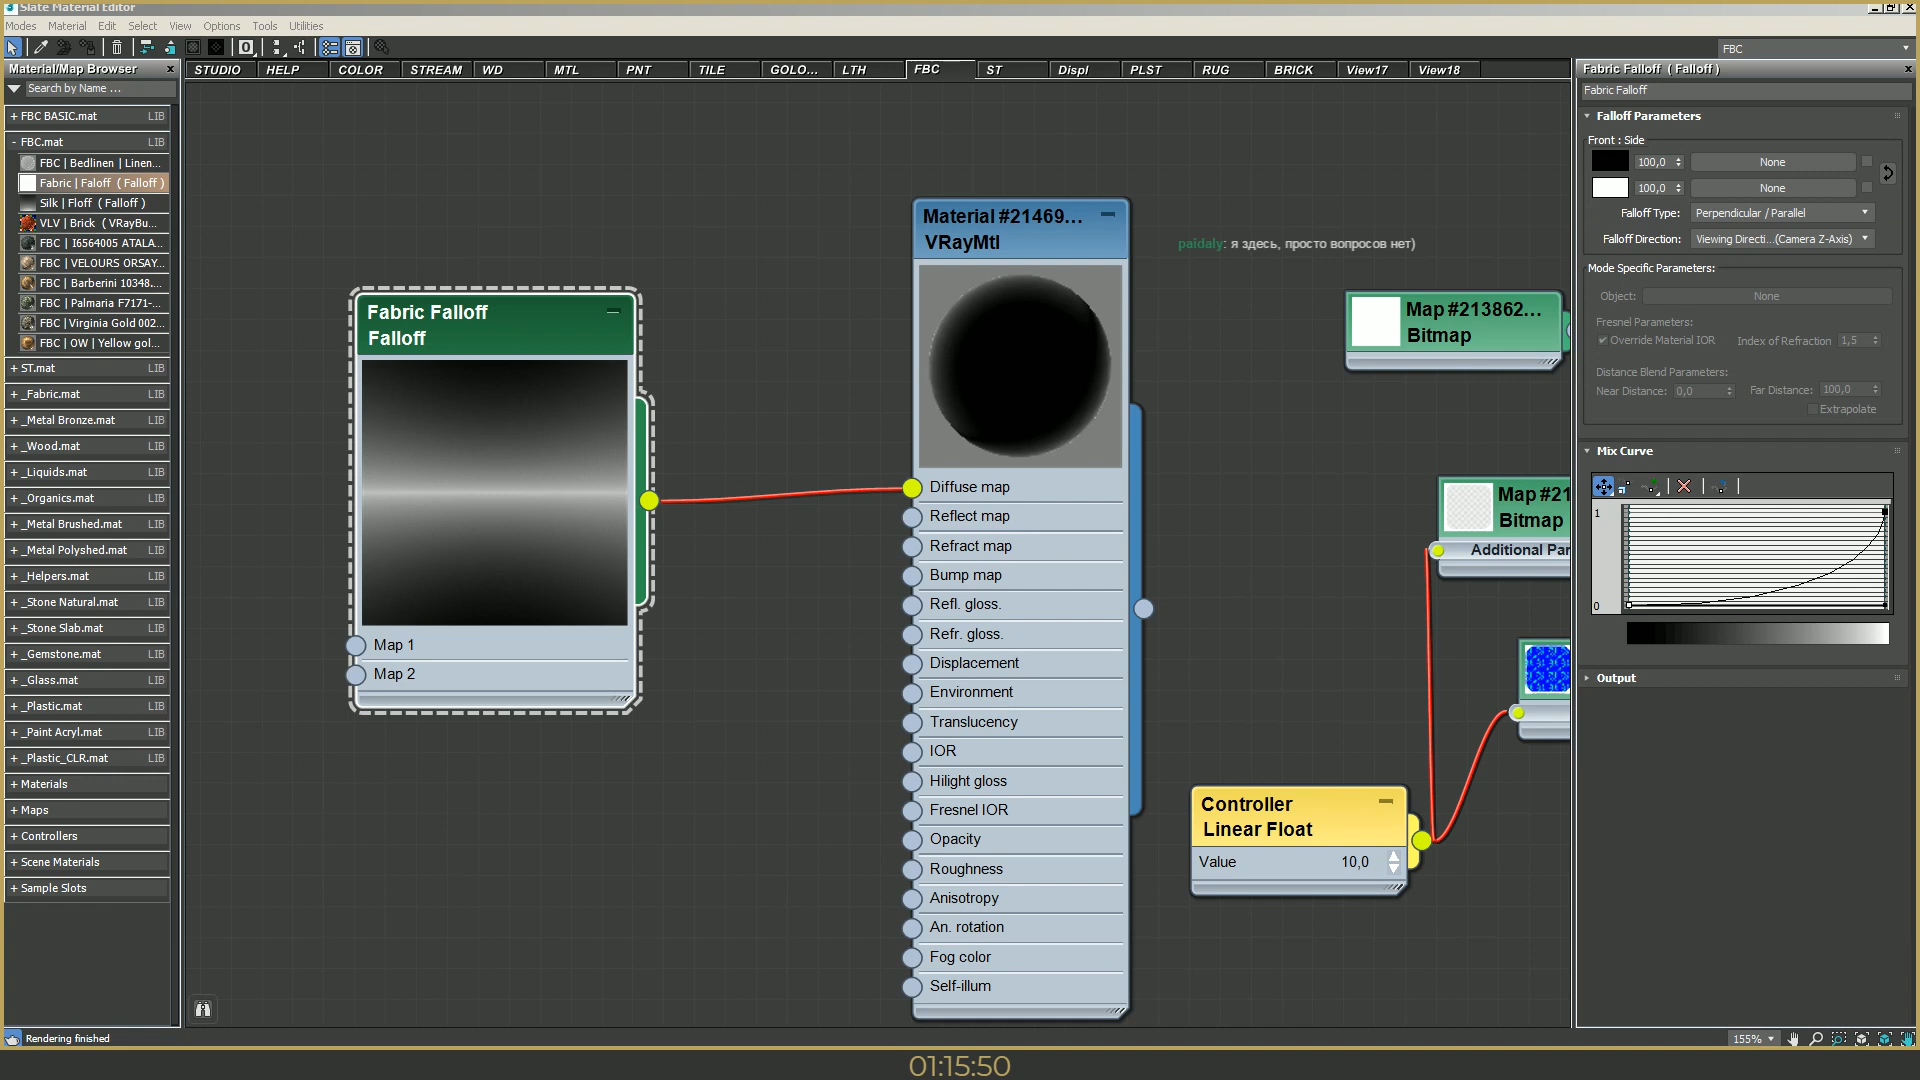 Slate Material Editor
Modes Material Edit Select View Options Tools Utilities
FBC
Material/Map Browser x
Search by Name ...
+ FBC BASIC.mat LIB
- FBC.mat LIB
FBC | Bedlinen | Linen...
Fabric | Faloff ( Falloff )
Silk | Floff ( Falloff )
VLV | Brick ( VRayBu...
FBC | I6564005 ATALA...
FBC | VELOURS ORSAY...
FBC | Barberini 10348....
FBC | Palmaria F7171-...
FBC | Virginia Gold 002...
FBC | OW | Yellow gol...
+ ST.mat LIB
+ _Fabric.mat LIB
+ _Metal Bronze.mat LIB
+ _Wood.mat LIB
+ _Liquids.mat LIB
+ _Organics.mat LIB
+ _Metal Brushed.mat LIB
+ _Metal Polyshed.mat LIB
+ _Helpers.mat LIB
+ _Stone Natural.mat LIB
+ _Stone Slab.mat LIB
+ _Gemstone.mat LIB
+ _Glass.mat LIB
+ _Plastic.mat LIB
+ _Paint Acryl.mat LIB
+ _Plastic_CLR.mat LIB
+ Materials
+ Maps
+ Controllers
+ Scene Materials
+ Sample Slots
STUDIO HELP COLOR STREAM WD MTL PNT TILE GOLO... LTH FBC ST Displ PLST RUG BRICK View17 View18
Fabric Falloff
Falloff
Map 1
Map 2
Material #21469...
VRayMtl
Diffuse map
Reflect map
Refract map
Bump map
Refl. gloss.
Refr. gloss.
Displacement
Environment
Translucency
IOR
Hilight gloss
Fresnel IOR
Opacity
Roughness
Anisotropy
An. rotation
Fog color
Self-illum
paidaly: я здесь, просто вопросов нет)
Map #213862...
Bitmap
Map #21
Bitmap
Additional Par
Controller
Linear Float
Value 10,0
Fabric Falloff ( Falloff ) x
Fabric Falloff
Falloff Parameters
Front : Side
100,0 None
100,0 None
Falloff Type: Perpendicular / Parallel
Falloff Direction: Viewing Directi...(Camera Z-Axis)
Mode Specific Parameters:
Object: None
Fresnel Parameters:
Override Material IOR Index of Refraction 1,5
Distance Blend Parameters:
Near Distance: 0,0 Far Distance: 100,0
Extrapolate
Mix Curve
1
0
Output
Rendering finished
155%
01:15:50